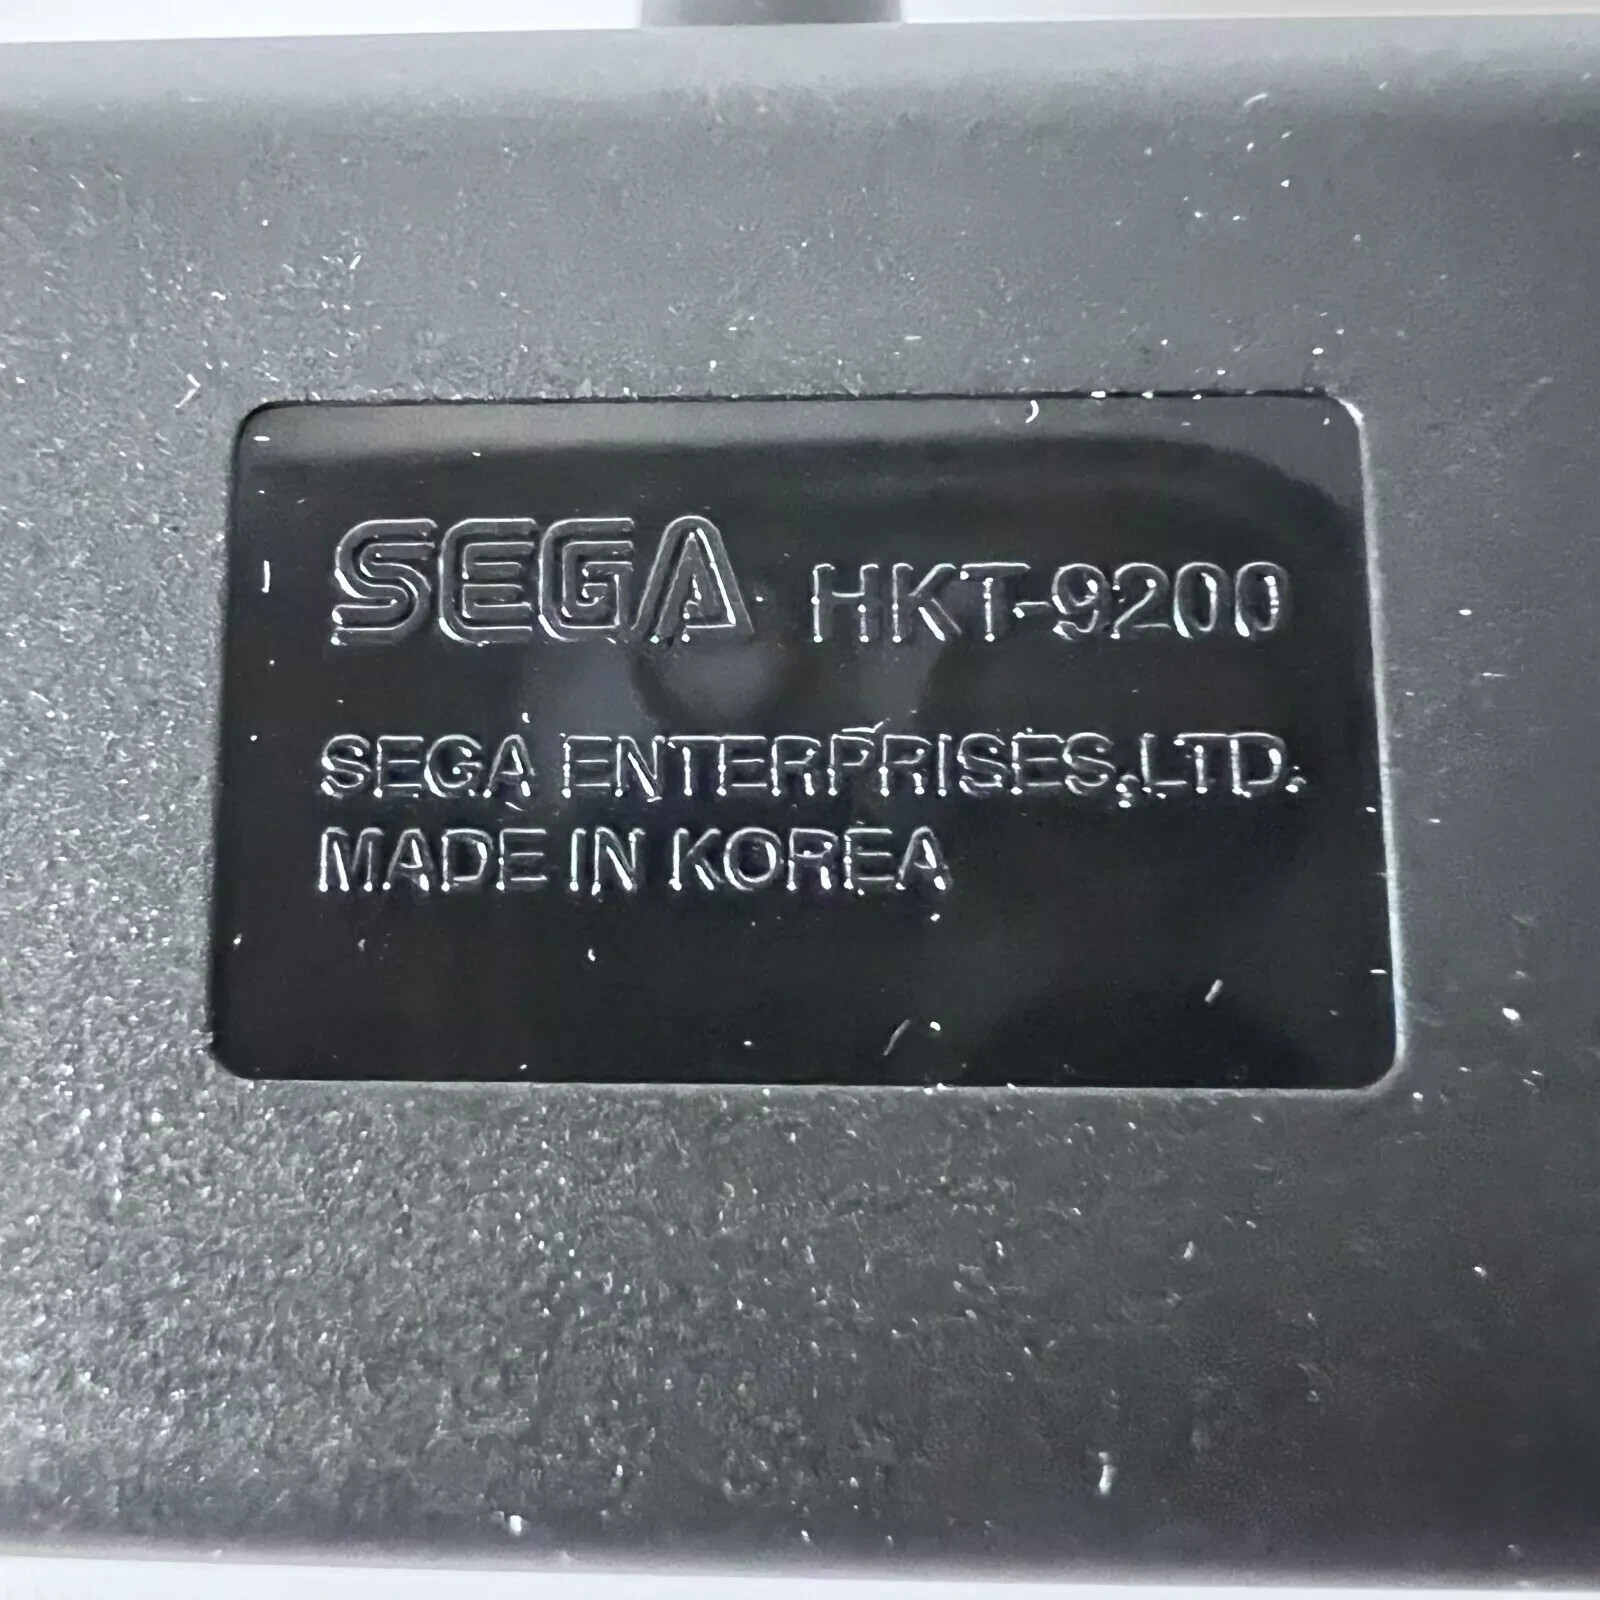 SEGA HKT-9200
SEGA ENTERPRISES,LTD.
MADE IN KOREA